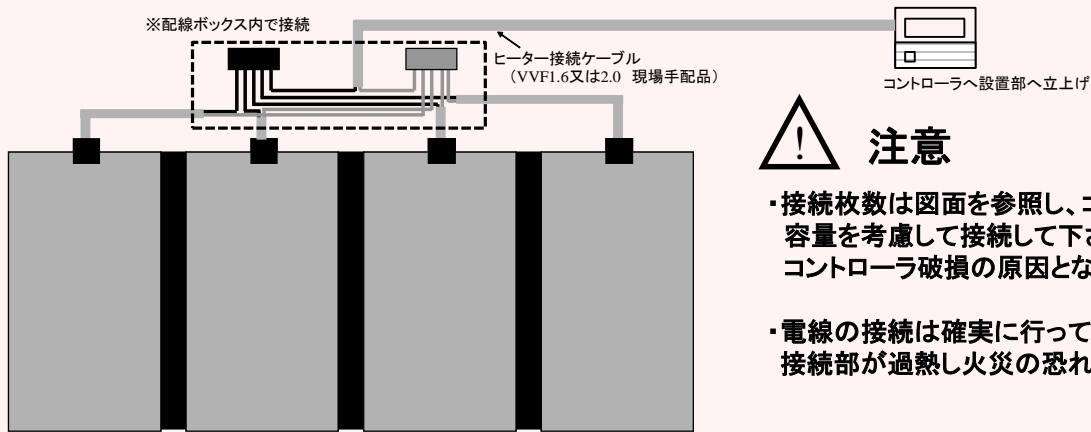 ※配線ボックス内で接続
ヒーター接続ケーブル
（VVF1.6又は2.0 現場手配品）
コントローラへ設置部へ立上げ
! 注意
・接続枚数は図面を参照し、コ
容量を考慮して接続して下さ
コントローラ破損の原因とな
・電線の接続は確実に行って
接続部が過熱し火災の恐れ